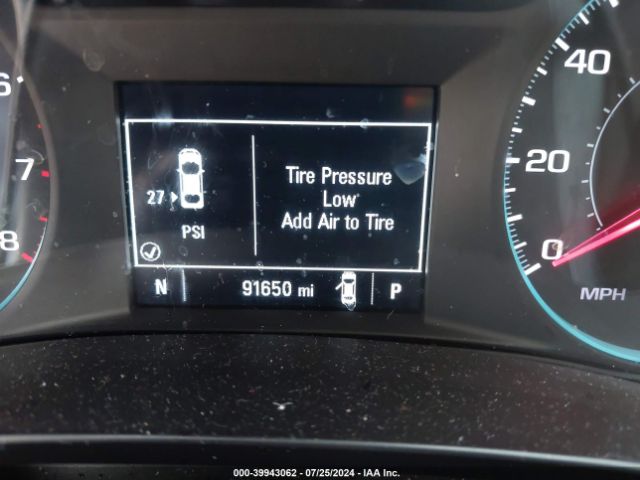 6
7
8
27
PSI
Tire Pressure
Low
Add Air to Tire
N
91650 mi
P
40
20
0
MPH
000-39943062 - 07/25/2024 - IAA Inc.